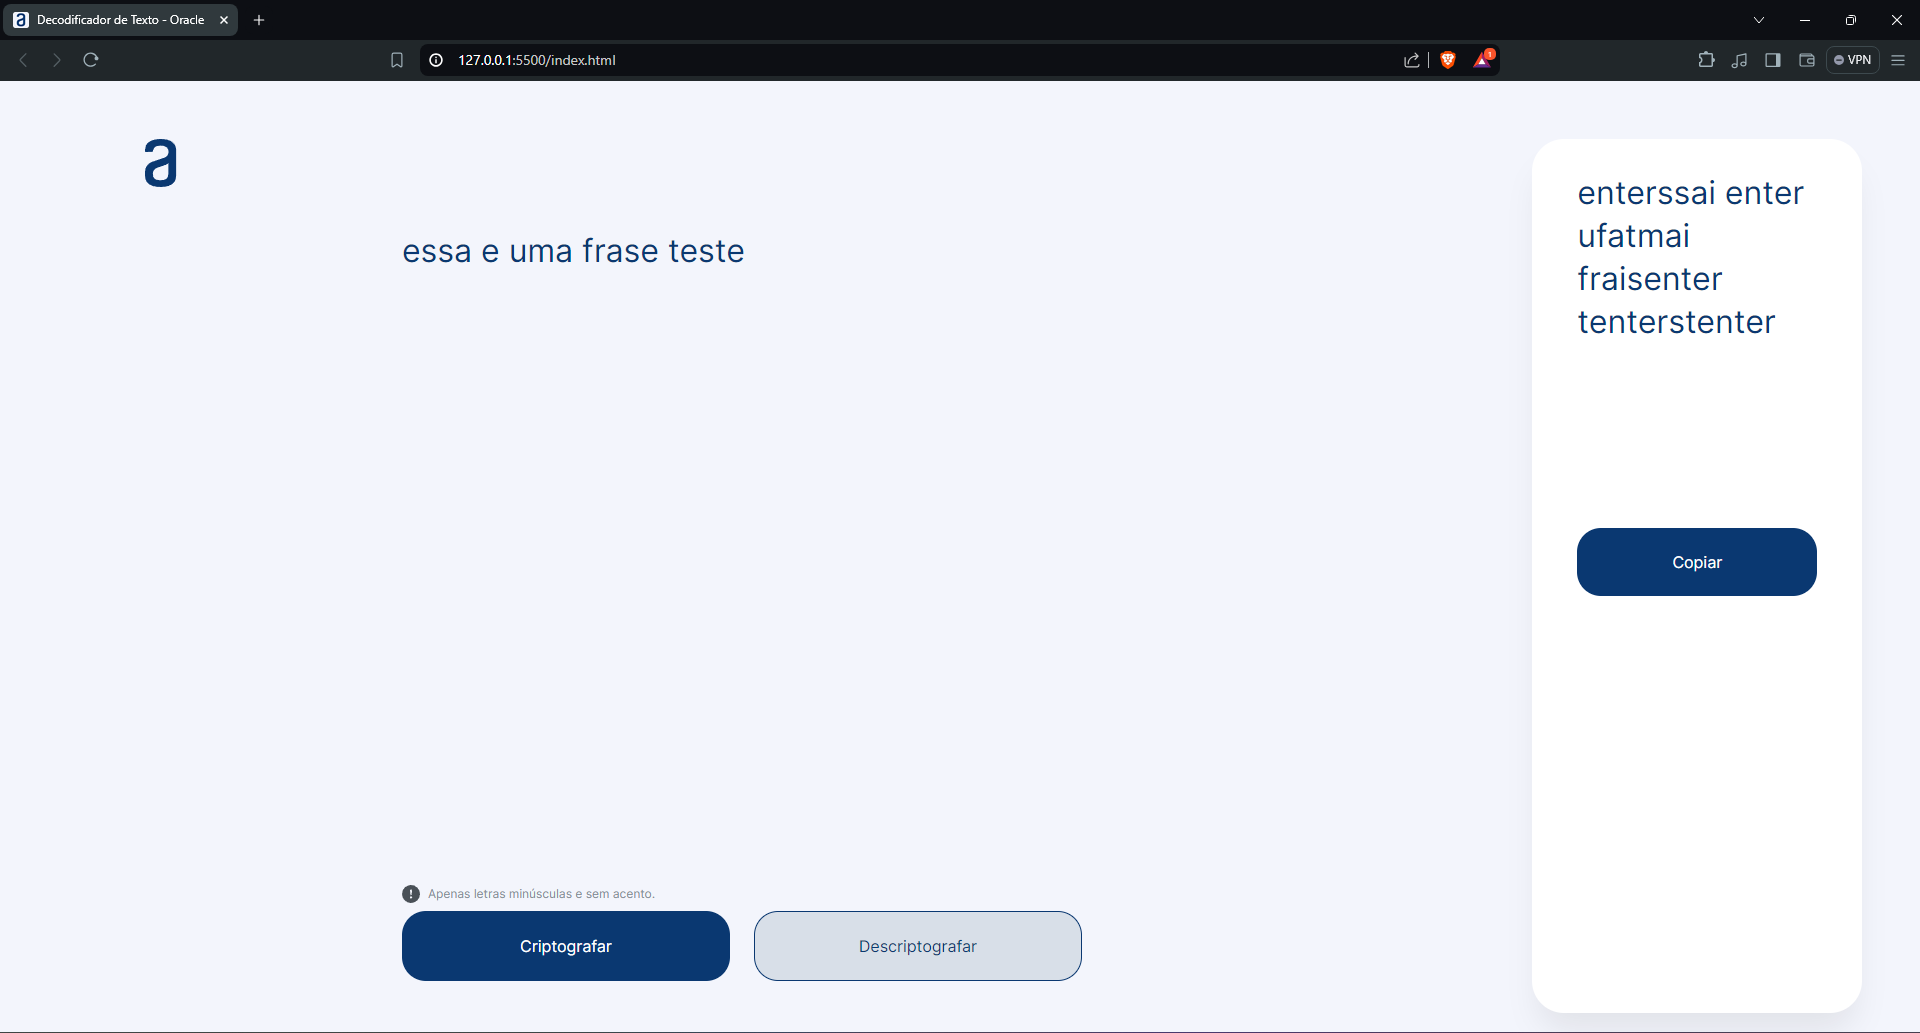 Decodificador de Texto - Oracle
127.0.0.1:5500/index.html
1
VPN
a
essa e uma frase teste
enterssai enter
ufatmai
fraisenter
tenterstenter
Copiar
Apenas letras minúsculas e sem acento.
Criptografar
Descriptografar